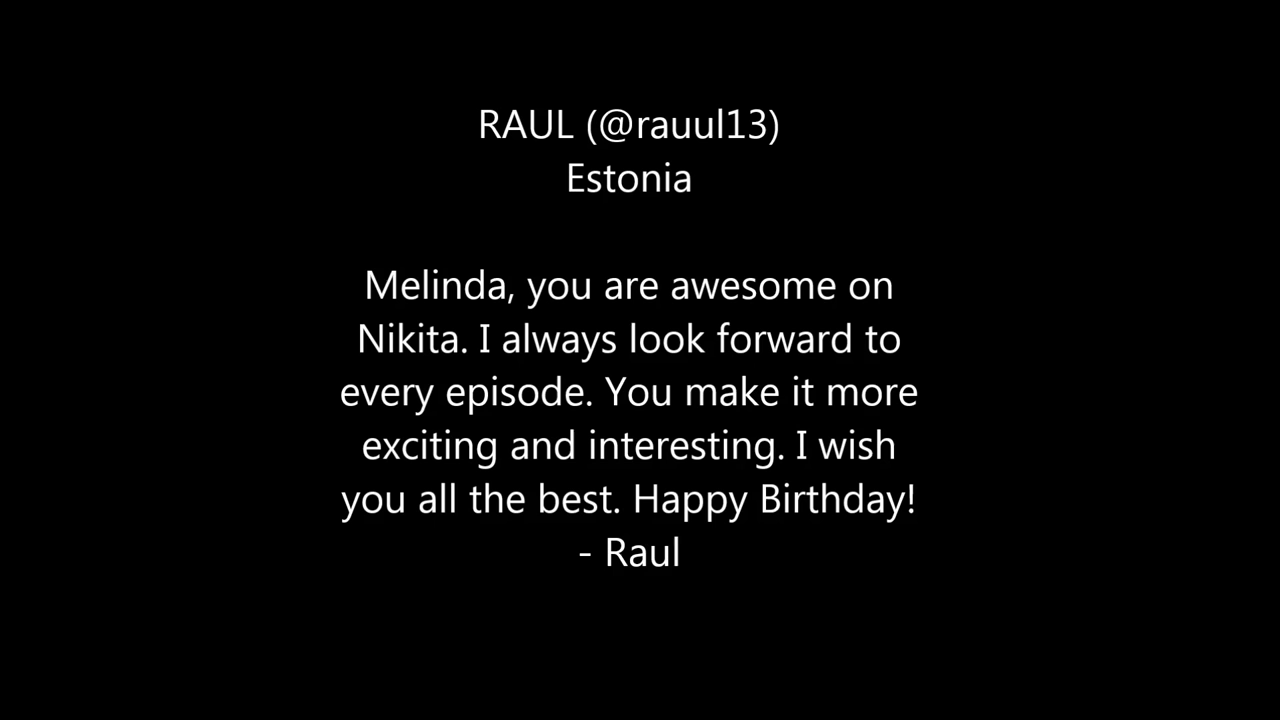 RAUL (@rauul13)
Estonia
Melinda, you are awesome on
Nikita. I always look forward to
every episode. You make it more
exciting and interesting. I wish
you all the best. Happy Birthday!
- Raul